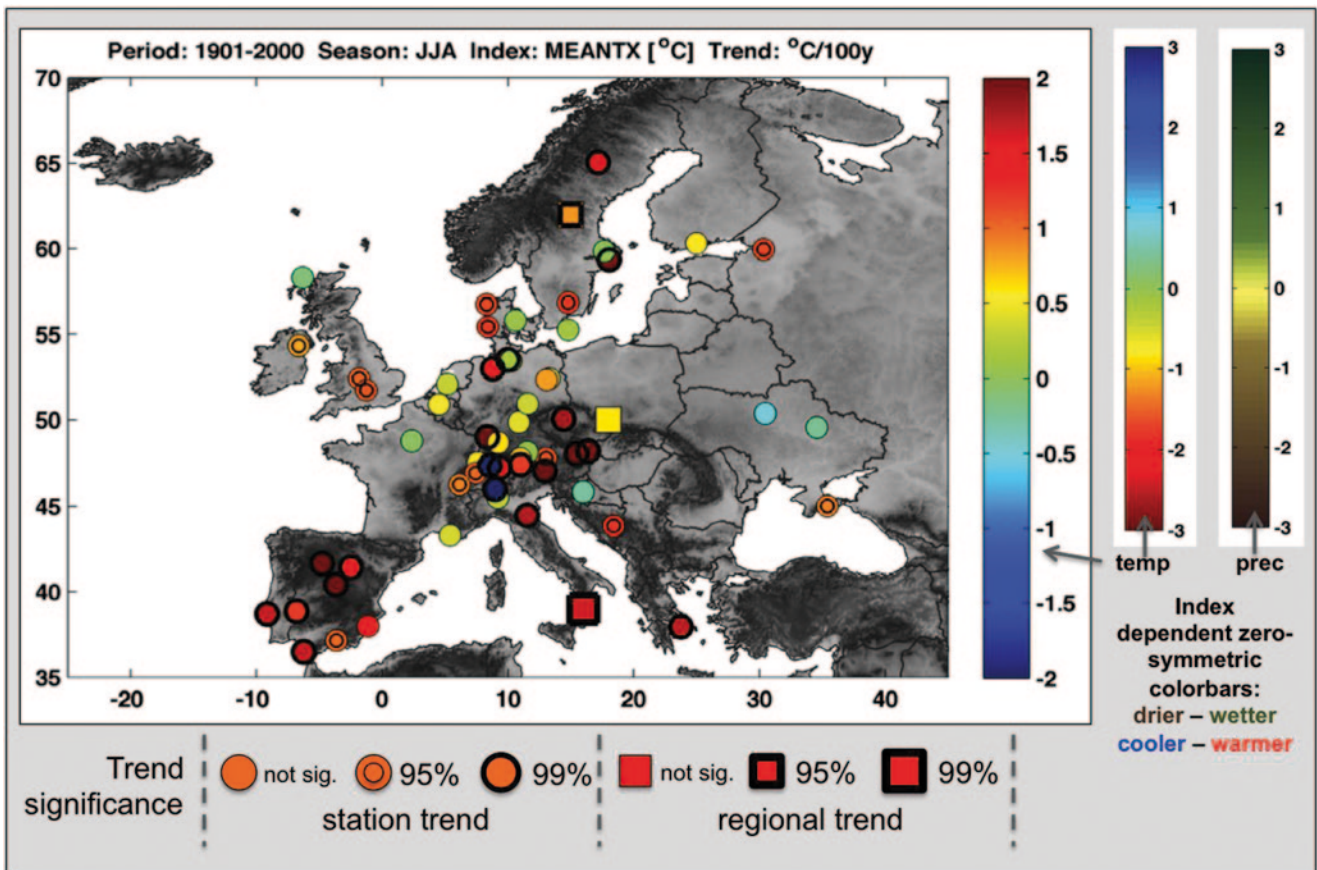 Period: 1901-2000 Season: JJA Index: MEANTX [°C] Trend: °C/100y
70
65
60
55
50
45
40
35
-20
-10
0
10
20
30
40
2
1.5
1
0.5
0
-0.5
-1
-1.5
-2
3
2
1
0
-1
-2
-3
temp
3
2
1
0
-1
-2
-3
prec
Index
dependent zero-
symmetric
colorbars:
drier – wetter
cooler – warmer
Trend
significance
not sig.
95%
99%
station trend
not sig.
95%
99%
regional trend